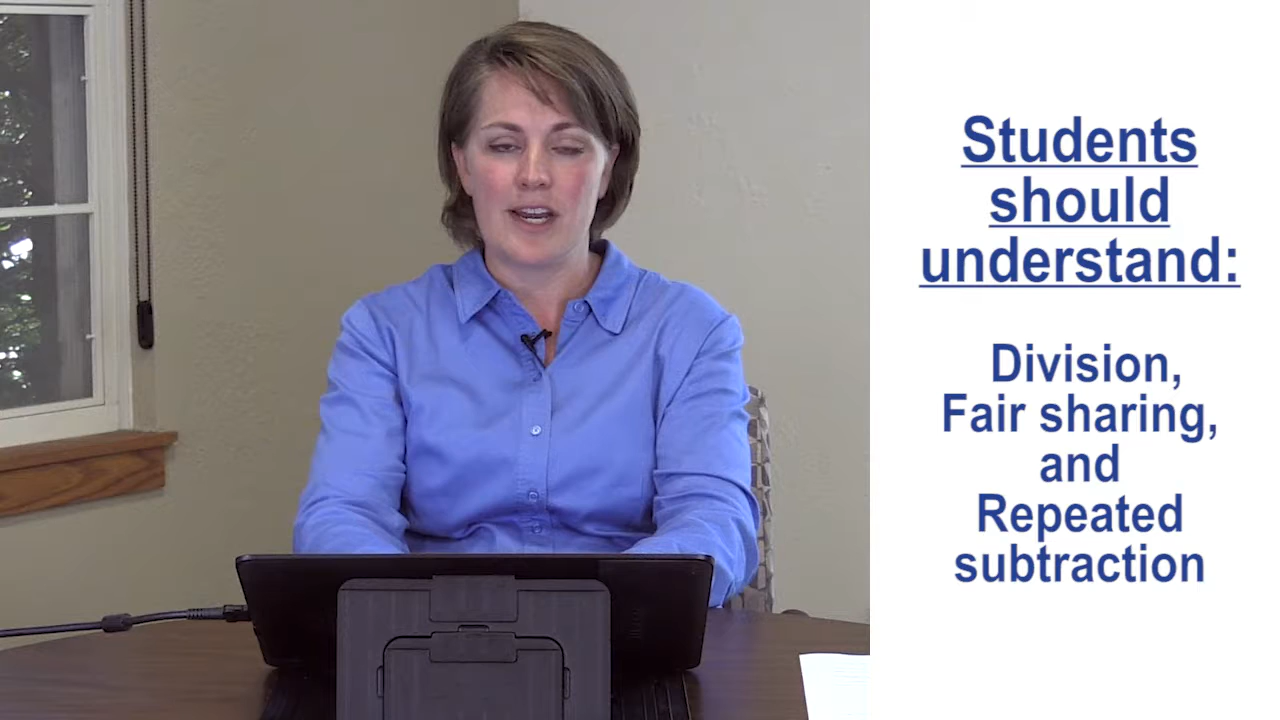 Students
should
understand:
Division,
Fair sharing,
and
Repeated
subtraction